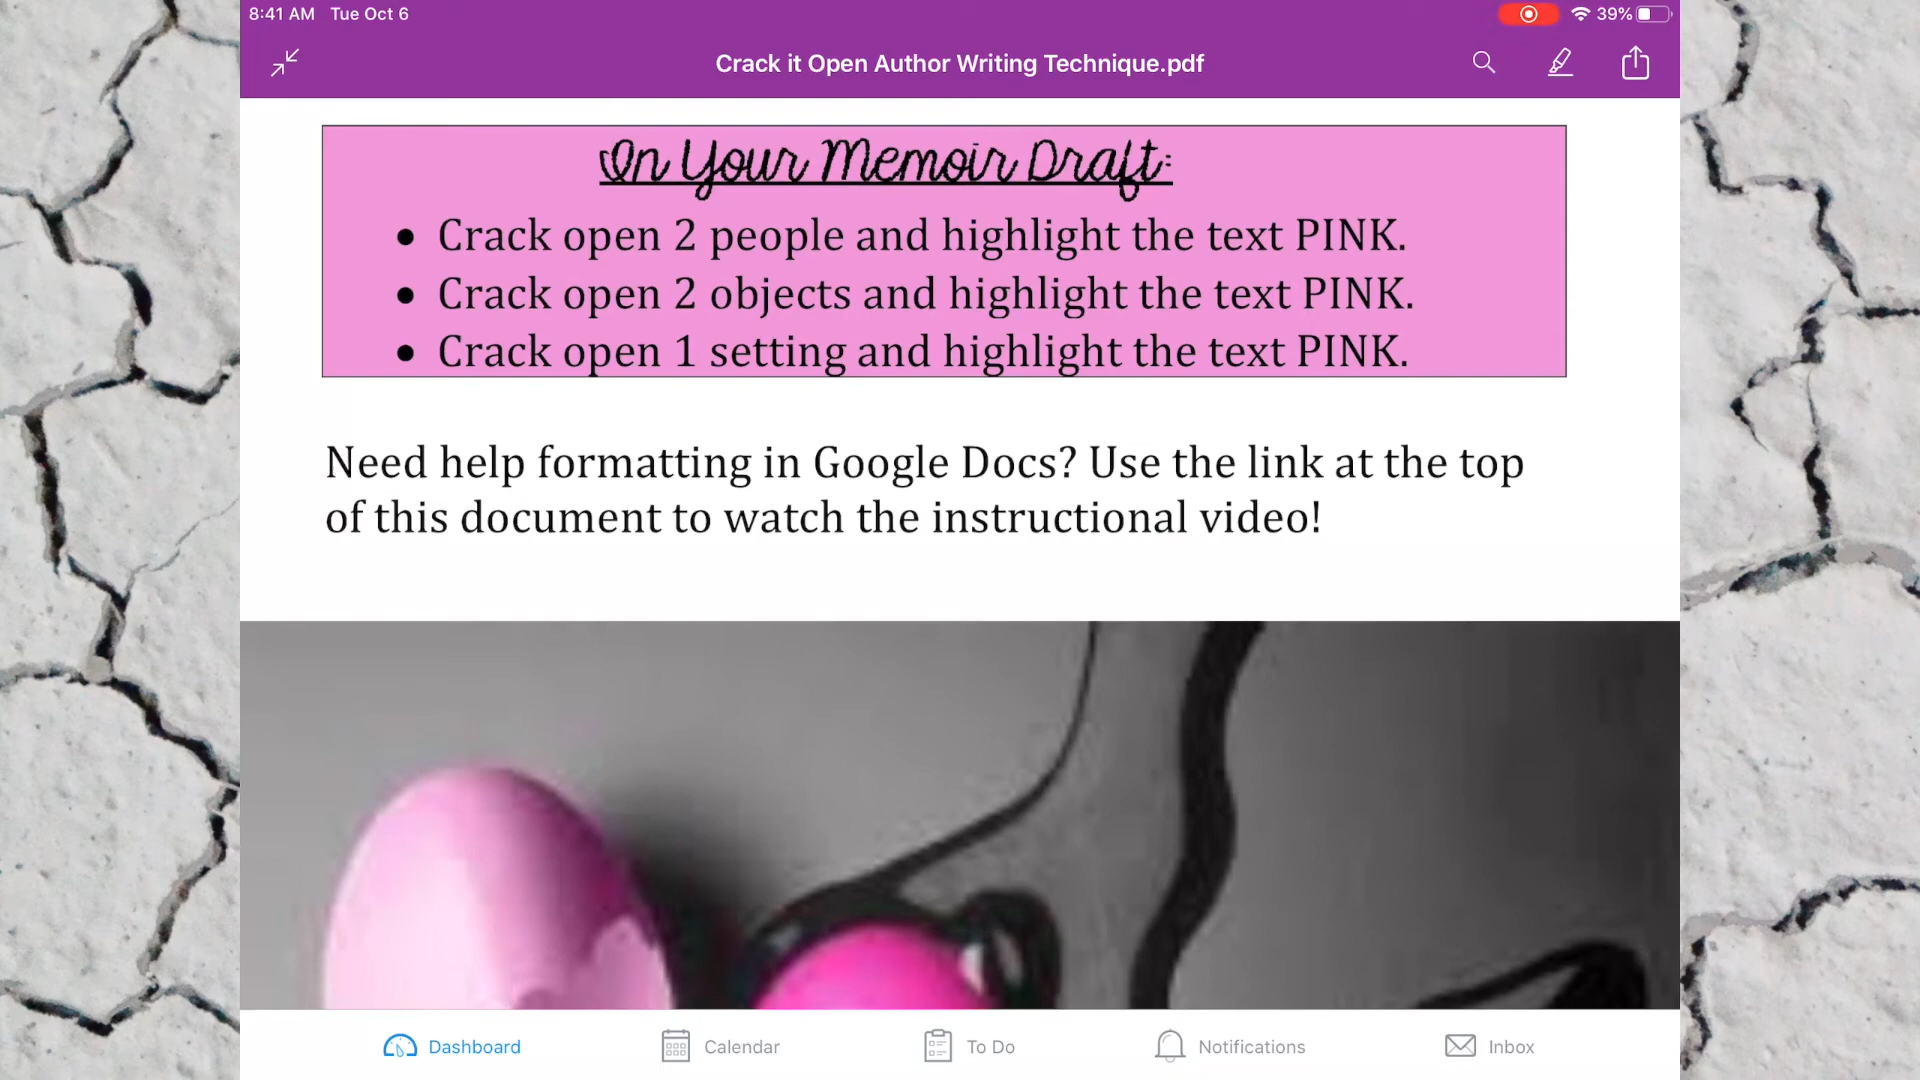 8:41 AM Tue Oct 6
39%
Crack it Open Author Writing Technique.pdf
In Your Memoir Draft:
• Crack open 2 people and highlight the text PINK.
• Crack open 2 objects and highlight the text PINK.
• Crack open 1 setting and highlight the text PINK.
Need help formatting in Google Docs? Use the link at the top
of this document to watch the instructional video!
Dashboard Calendar To Do Notifications Inbox